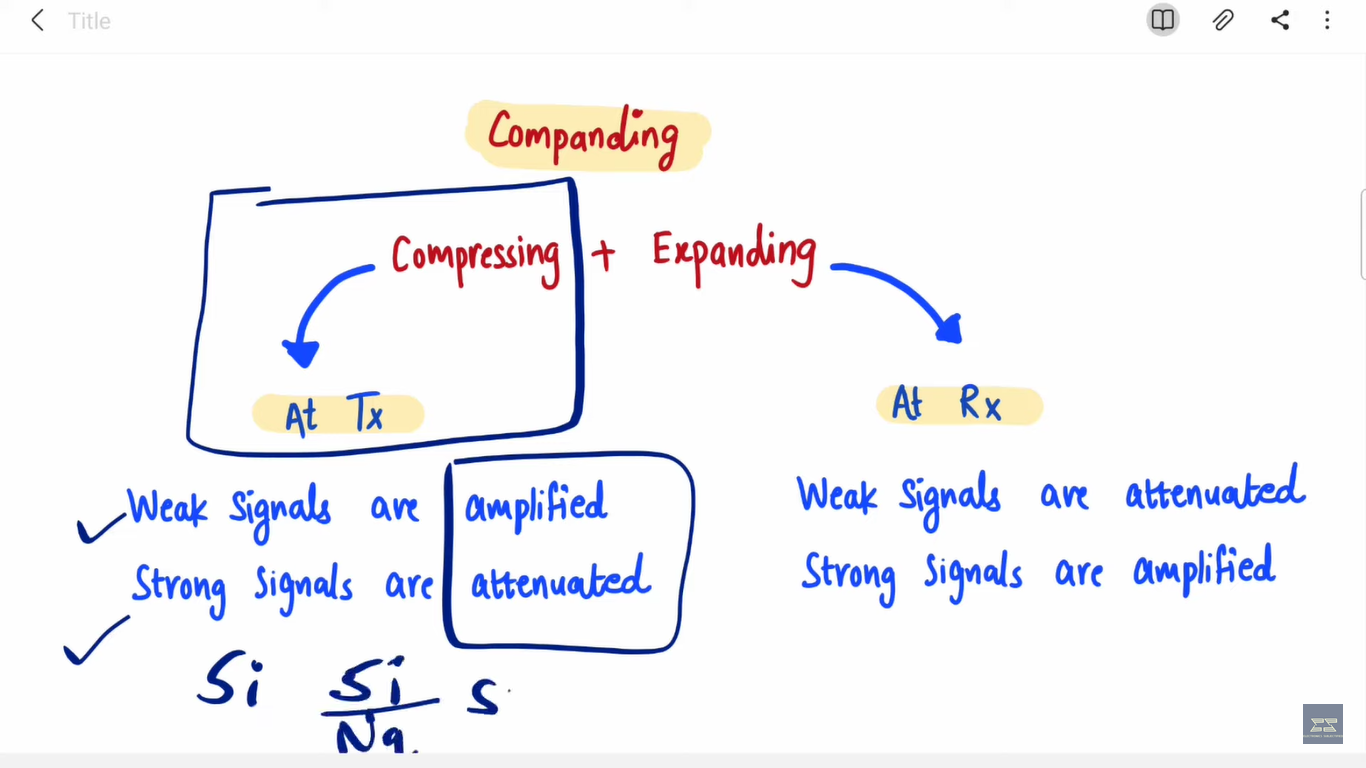 Title
Companding
Compressing + Expanding
At Tx
At Rx
Weak Signals are amplified
Strong Signals are attenuated
Weak Signals are attenuated
Strong Signals are amplified
Si Si/Nq S